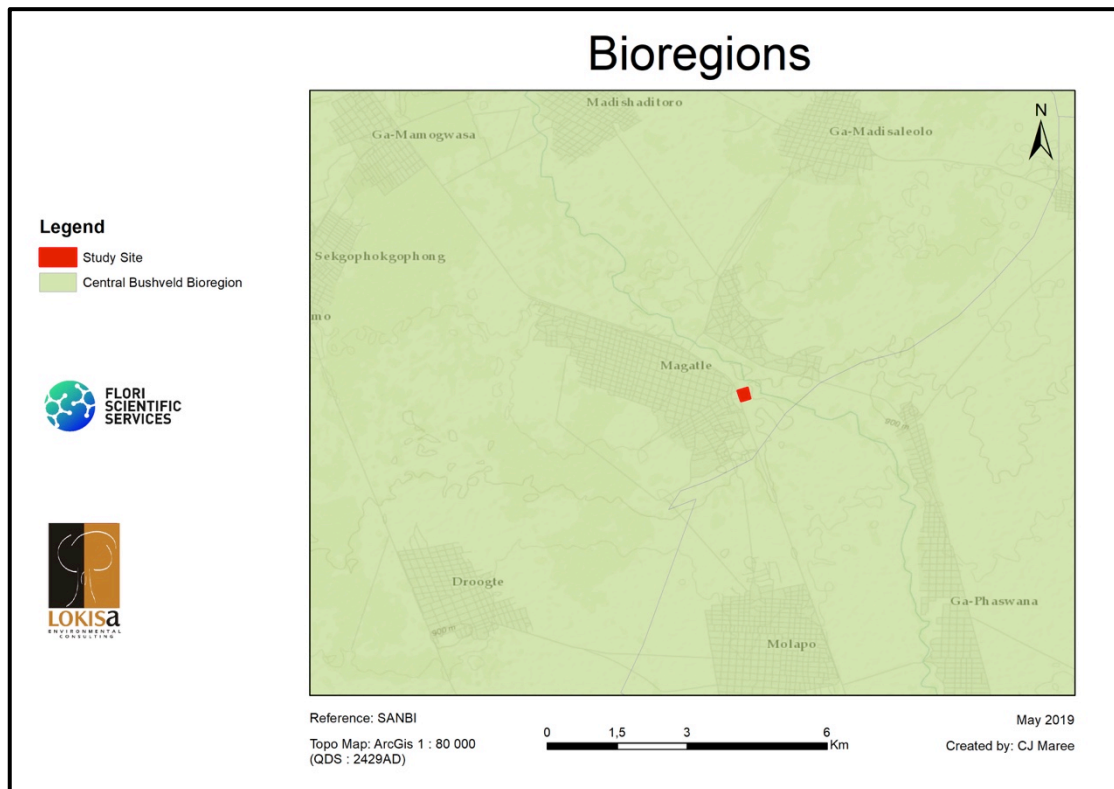 Bioregions
Madishaditoro
Ga-Mamogwasa
Ga-Madisaleolo
N
Legend
Study Site
Central Bushveld Bioregion
Sekgophokgophong
mo
Magatle
900 m
FLORI
SCIENTIFIC
SERVICES
LOKISa
ENVIRONMENTAL
CONSULTING
Droogte
900 m
Ga-Phaswana
Molapo
Reference: SANBI
Topo Map: ArcGis 1 : 80 000
(QDS : 2429AD)
0 1,5 3 6
Km
May 2019
Created by: CJ Maree